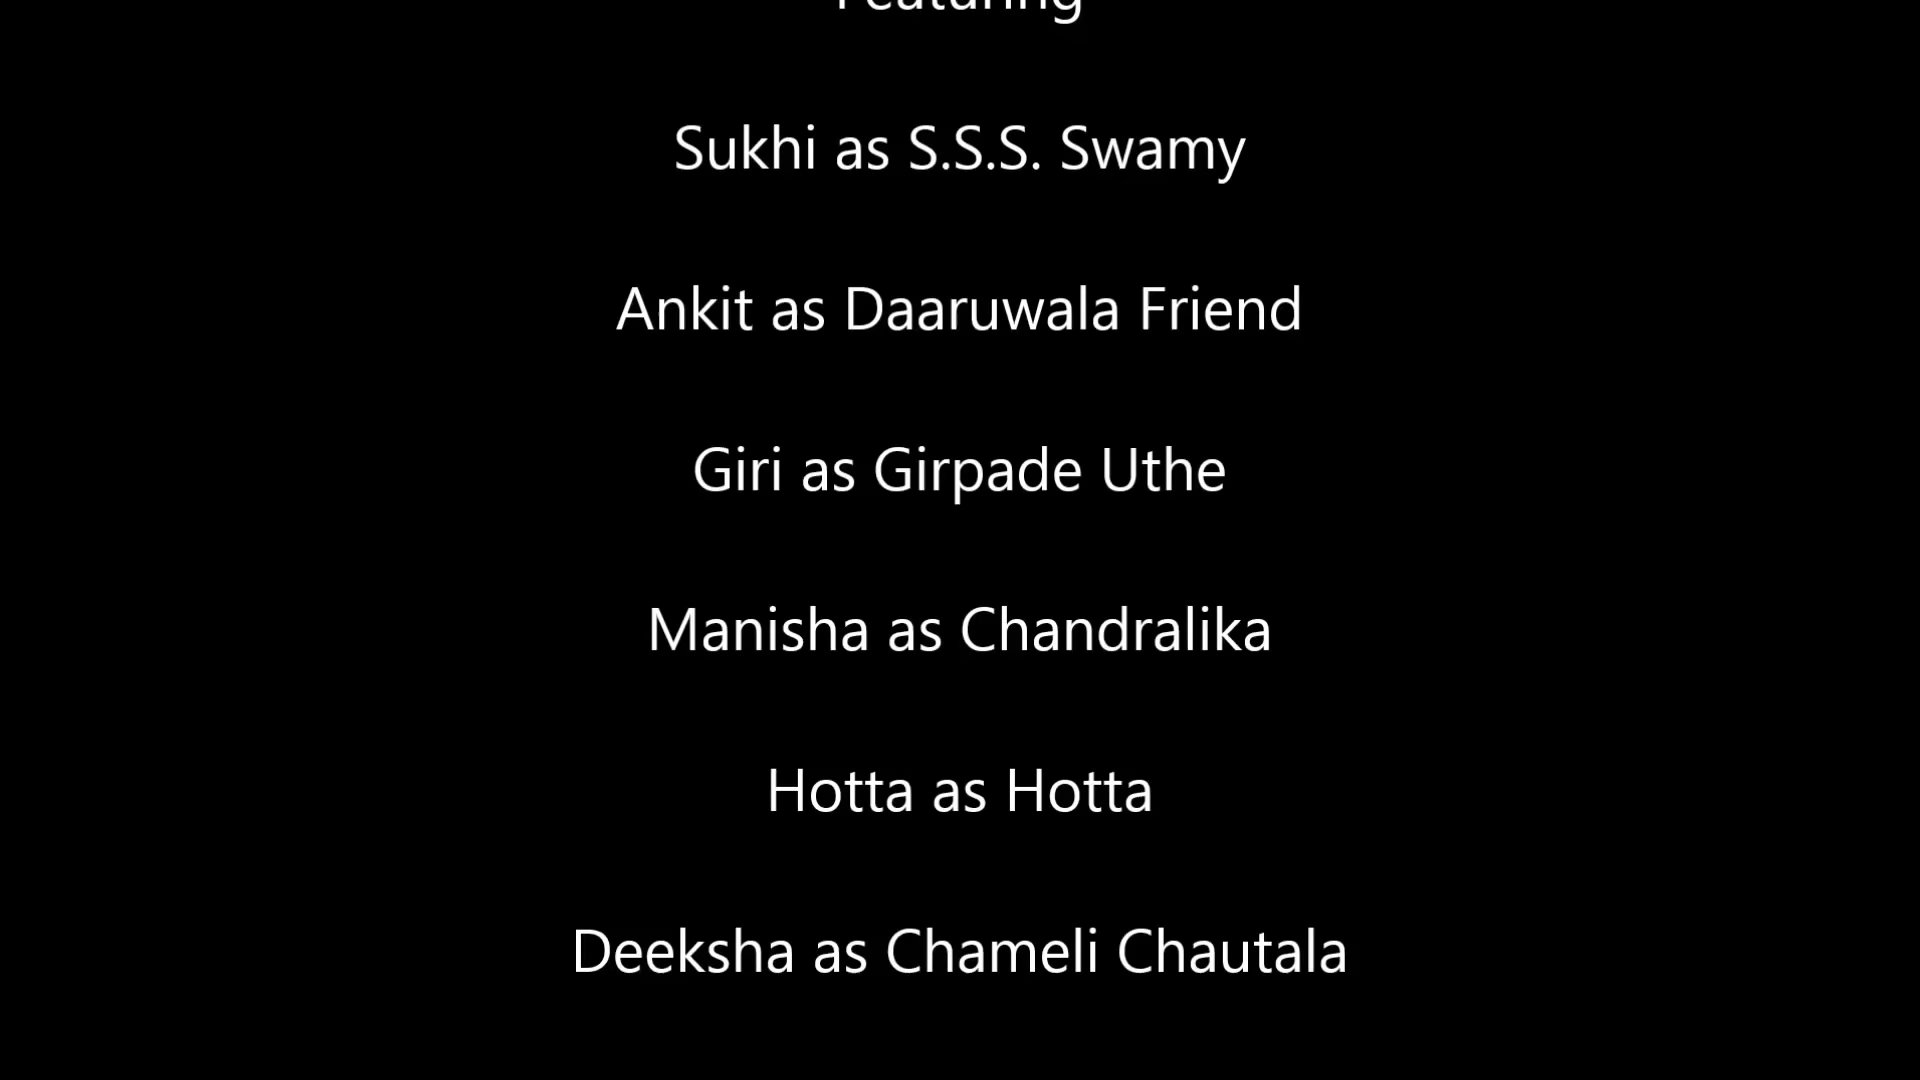 Featuring
Sukhi as S.S.S. Swamy
Ankit as Daaruwala Friend
Giri as Girpade Uthe
Manisha as Chandralika
Hotta as Hotta
Deeksha as Chameli Chautala